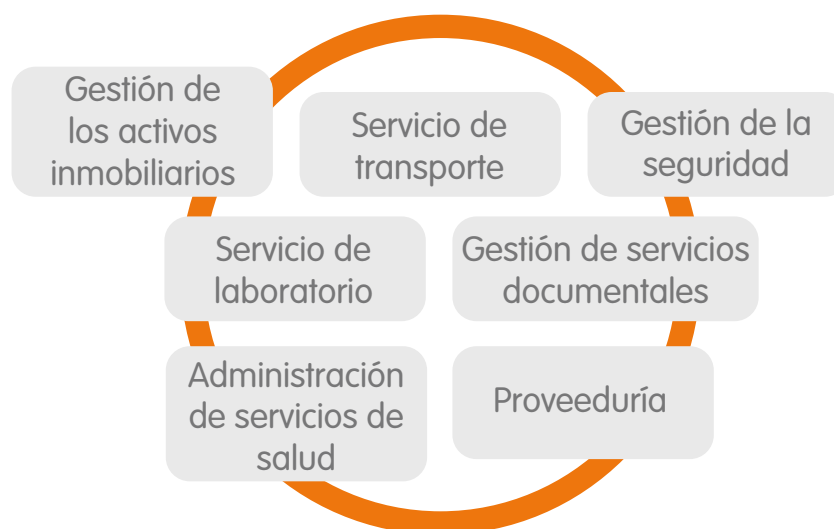 Gestión de
los activos
inmobiliarios
Servicio de
transporte
Gestión de la
seguridad
Servicio de
laboratorio
Gestión de servicios
documentales
Administración
de servicios de
salud
Proveeduría